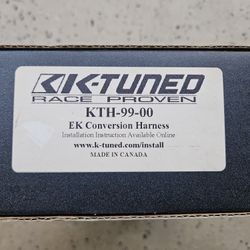 K-TUNED
RACE PROVEN
KTH-99-00
EK Conversion Harness
Installation Instruction Available Online
www.k-tuned.com/install
MADE IN CANADA